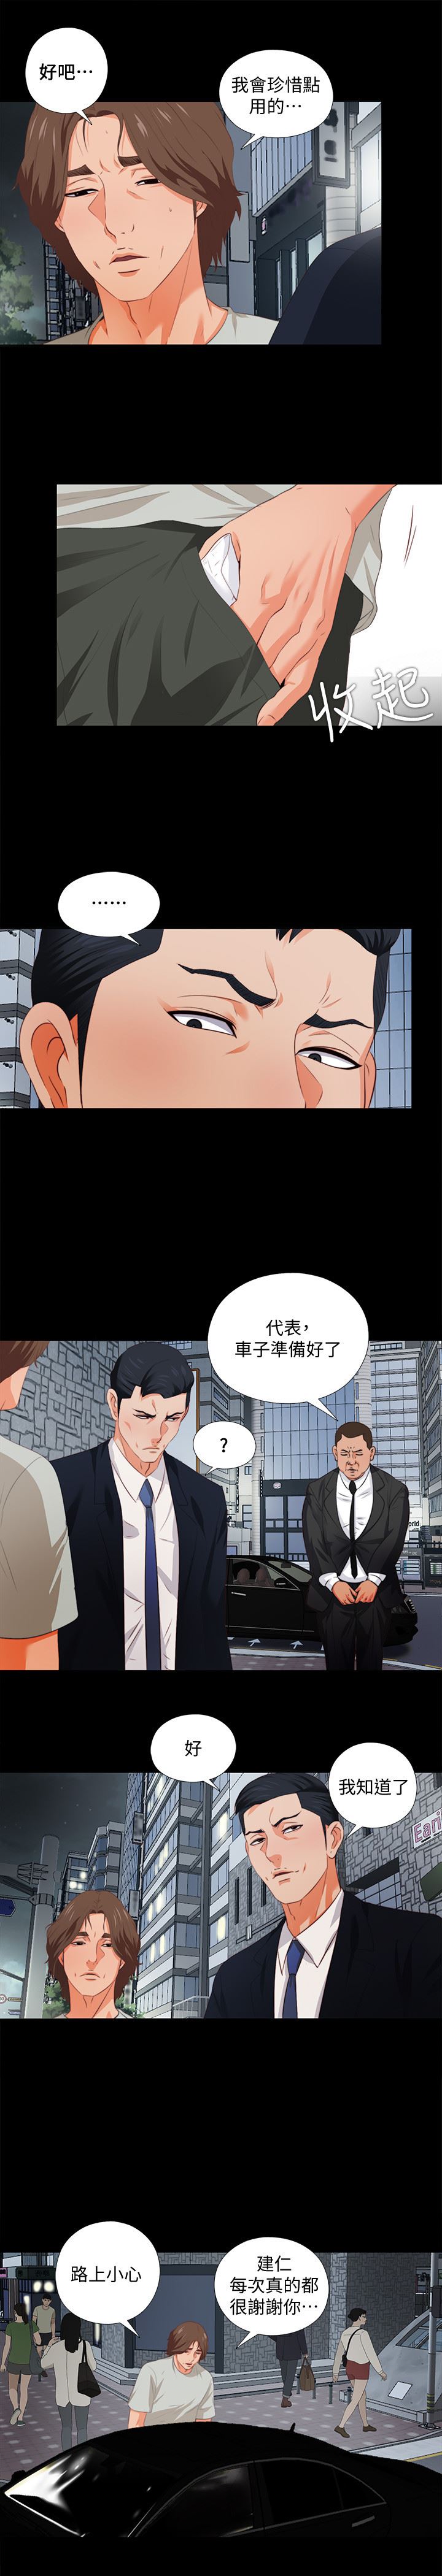 好吧⋯
我會珍惜點
用的⋯
收起
⋯⋯
代表，
車子準備好了
?
好
我知道了
Eari
路上小心
建仁
每次真的都
很謝謝你⋯